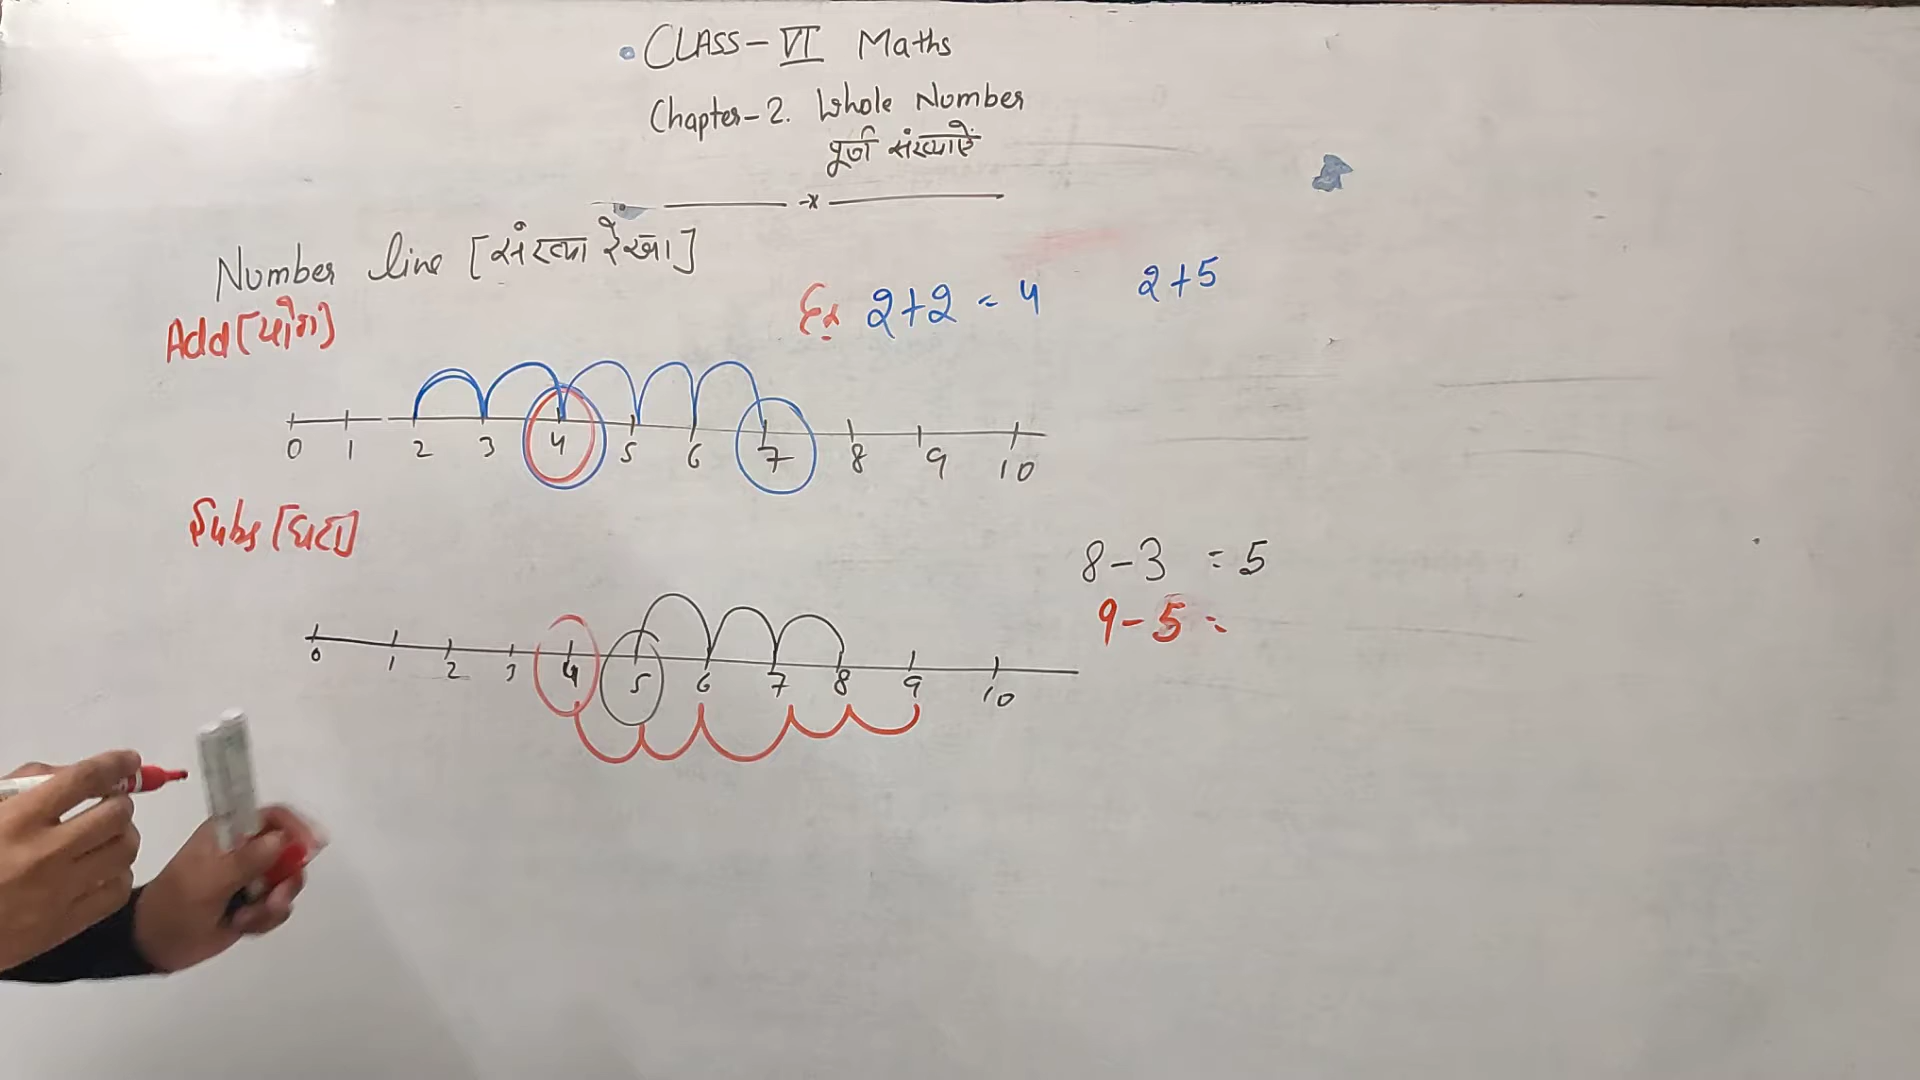 CLASS-VI Maths
Chapter-2. Whole Number
पूर्ण संख्याऐं
Number line [संख्या रेखा]
Add [योग]
Ex 2+2 = 4 2+5
0 1 2 3 4 5 6 7 8 9 10
Subs [घटा]
8-3 = 5
9-5 =
0 1 2 3 4 5 6 7 8 9 10